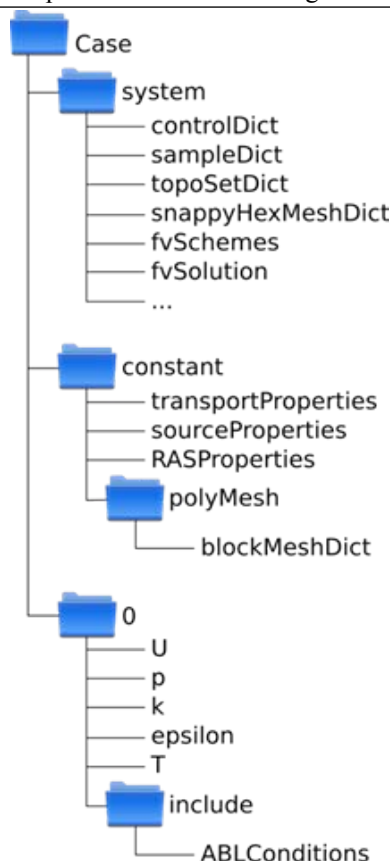 Case
system
controlDict
sampleDict
topoSetDict
snappyHexMeshDict
fvSchemes
fvSolution
...
constant
transportProperties
sourceProperties
RASProperties
polyMesh
blockMeshDict
0
U
p
k
epsilon
T
include
ABLConditions